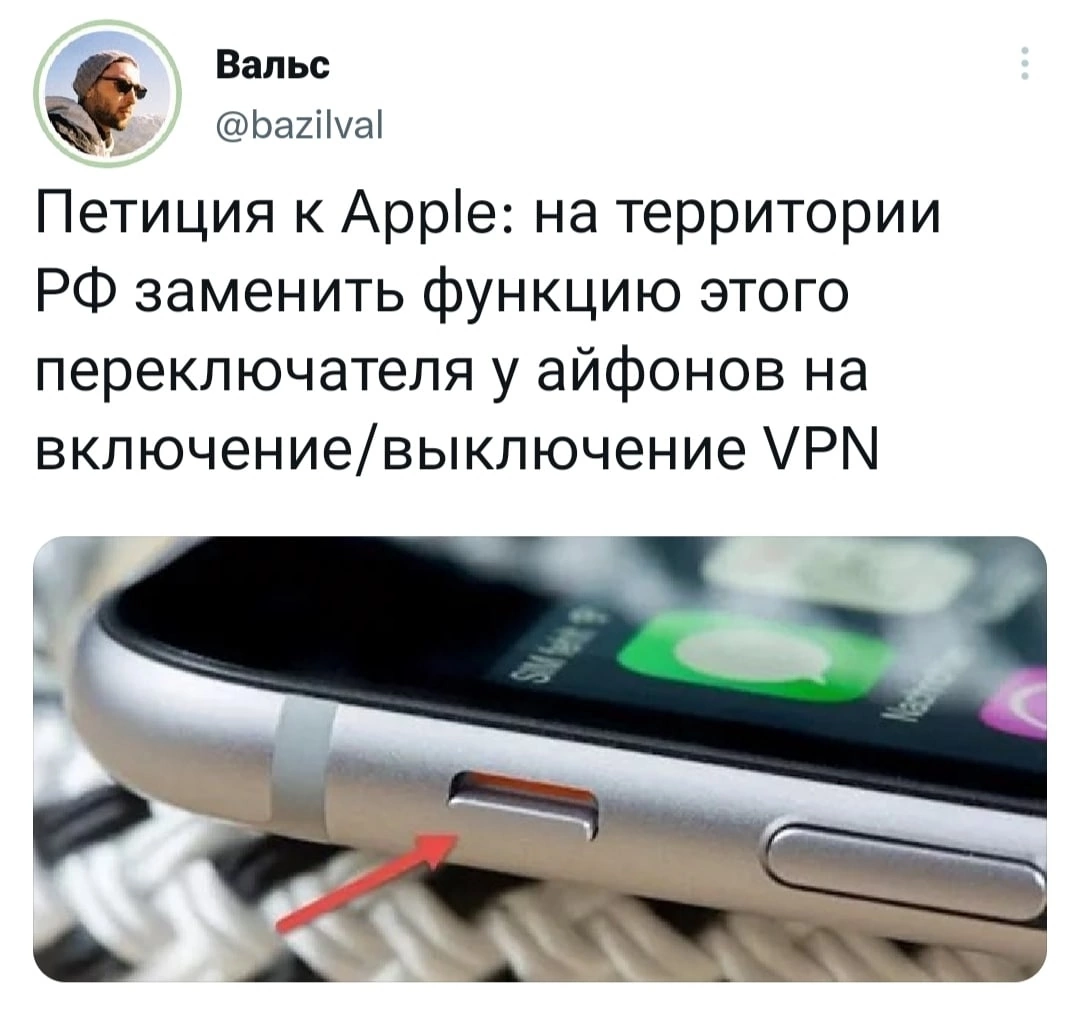 Вальс
@bazilval
Петиция к Apple: на территории
РФ заменить функцию этого
переключателя у айфонов на
включение/выключение VPN